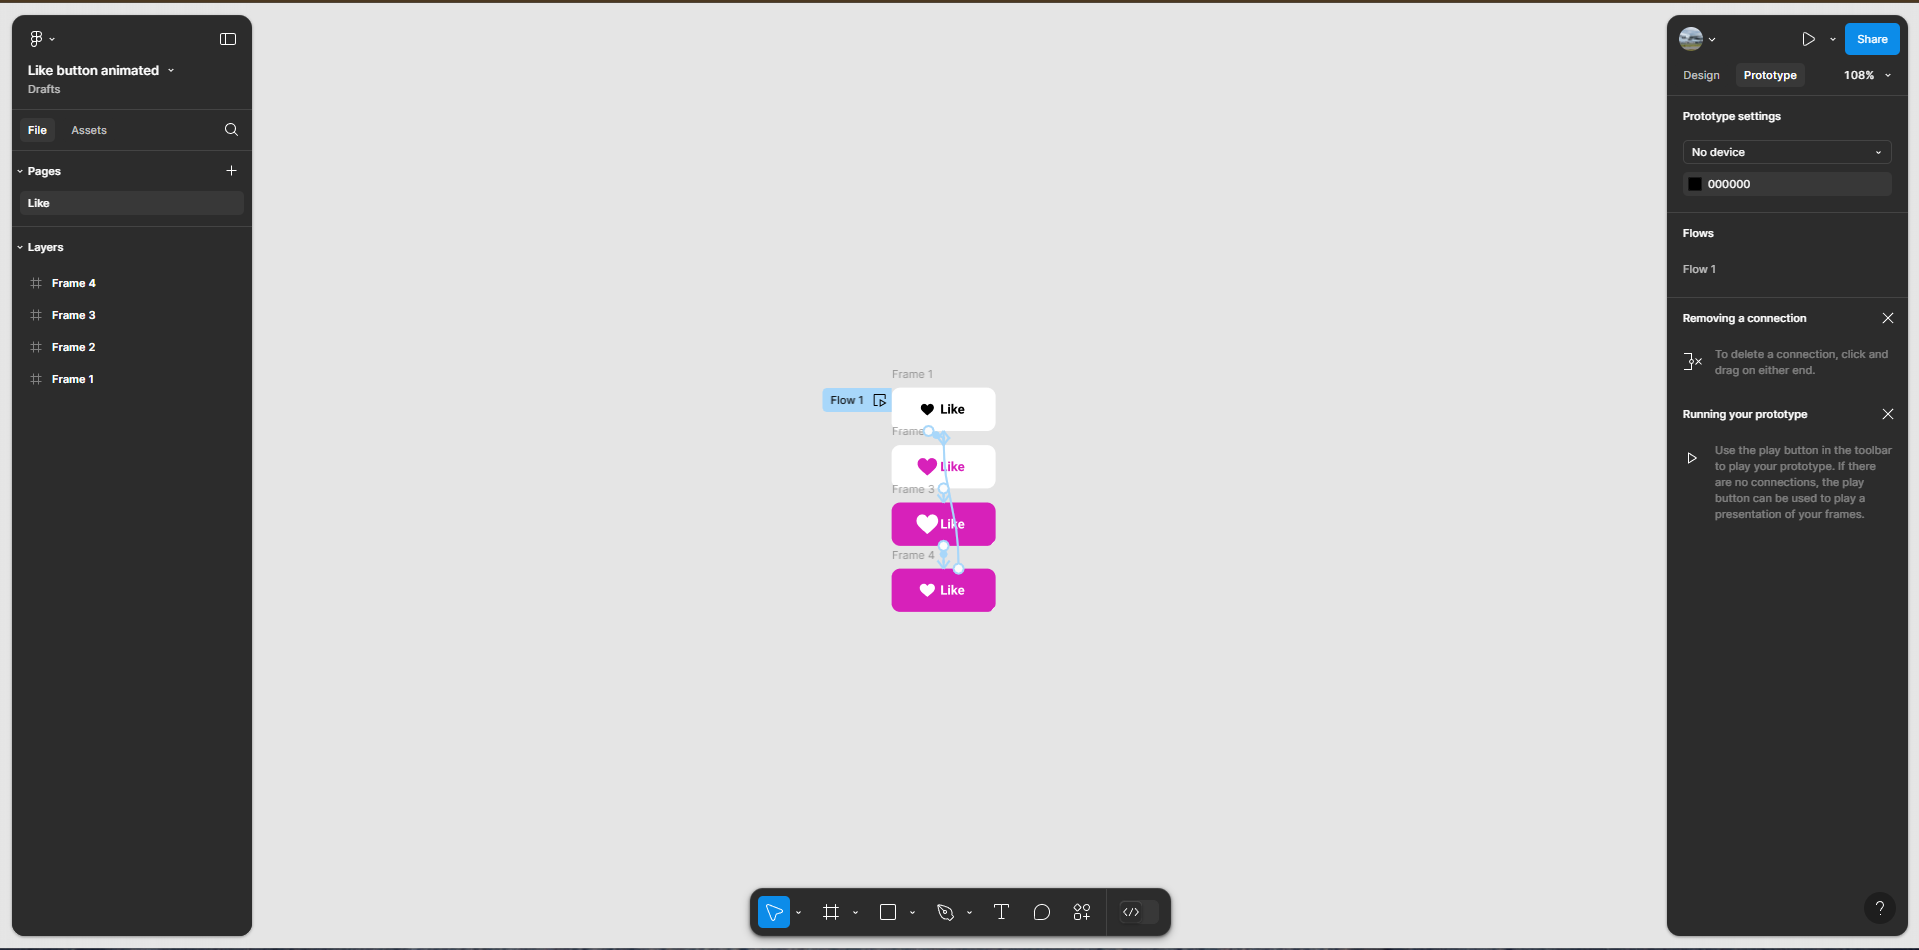 Like button animated
Drafts
File
Assets
Pages
Like
Layers
Frame 4
Frame 3
Frame 2
Frame 1
Frame 1
Flow 1
Like
Frame
Like
Frame 3
Like
Frame 4
Like
Share
Design
Prototype
108%
Prototype settings
No device
000000
Flows
Flow 1
Removing a connection
To delete a connection, click and
drag on either end.
Running your prototype
Use the play button in the toolbar
to play your prototype. If there
are no connections, the play
button can be used to play a
presentation of your frames.
?